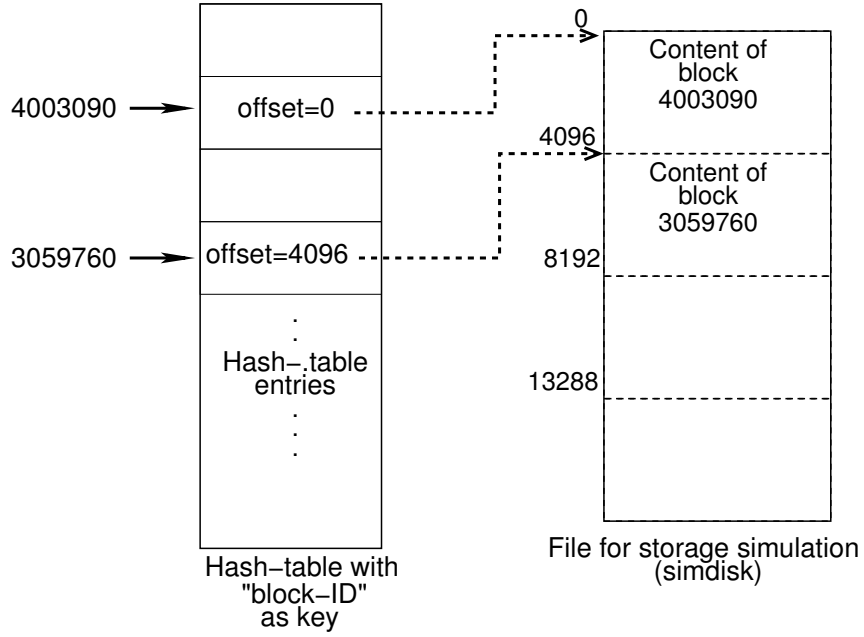 4003090
offset=0
3059760
offset=4096
.
.
Hash−.table
entries
.
.
.
Hash−table with
"block−ID"
as key
0
Content of
block
4003090
4096
Content of
block
3059760
8192
13288
File for storage simulation
(simdisk)